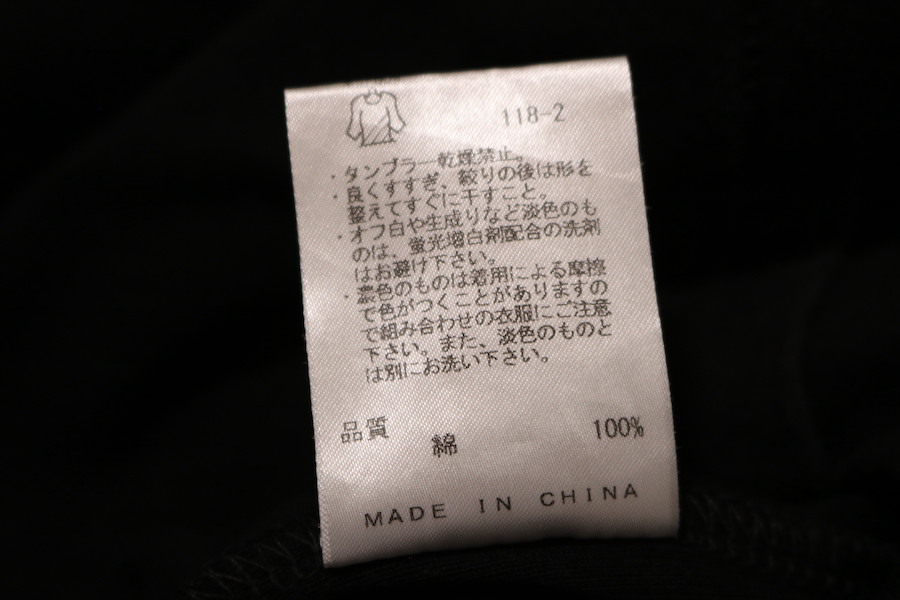 118-2
・タンブラー乾燥禁止。
・良くすすぎ、絞りの後は形を
整えてすぐに干すこと。
・オフ白や生成りなど淡色のも
のは、蛍光増白剤配合の洗剤
はお避け下さい。
・濃色のものは着用による摩擦
で色がつくことがありますの
で組み合わせの衣服にご注意
下さい。また、淡色のものと
は別にお洗い下さい。
品質 綿 100%
MADE IN CHINA